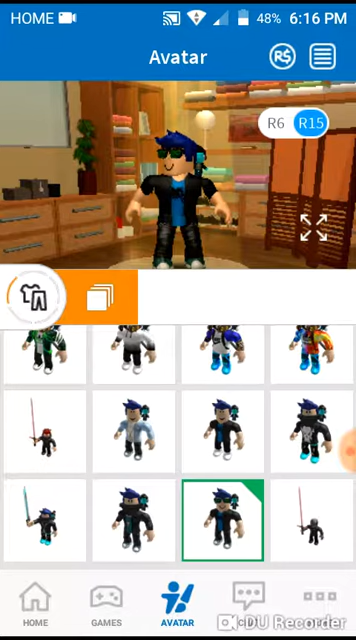 HOME 48% 6:16 PM
Avatar R$
R6 R15
HOME GAMES AVATAR
DU Recorder